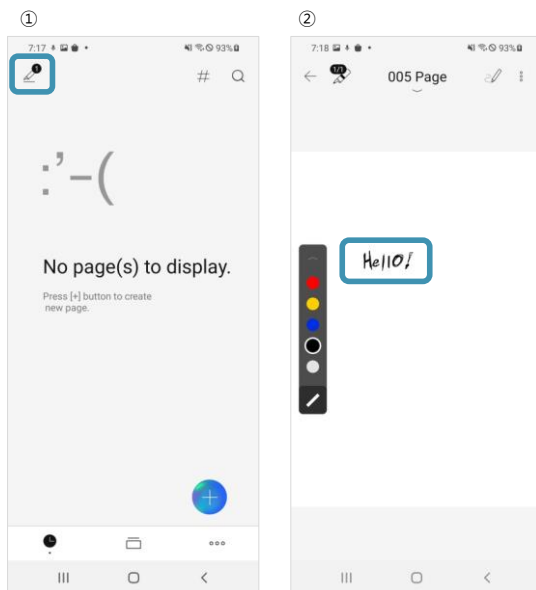 ① ②
7:17 93%
1
#
:’-(
No page(s) to display.
Press [+] button to create
new page.
7:18 93%
1/1
005 Page
Hello!